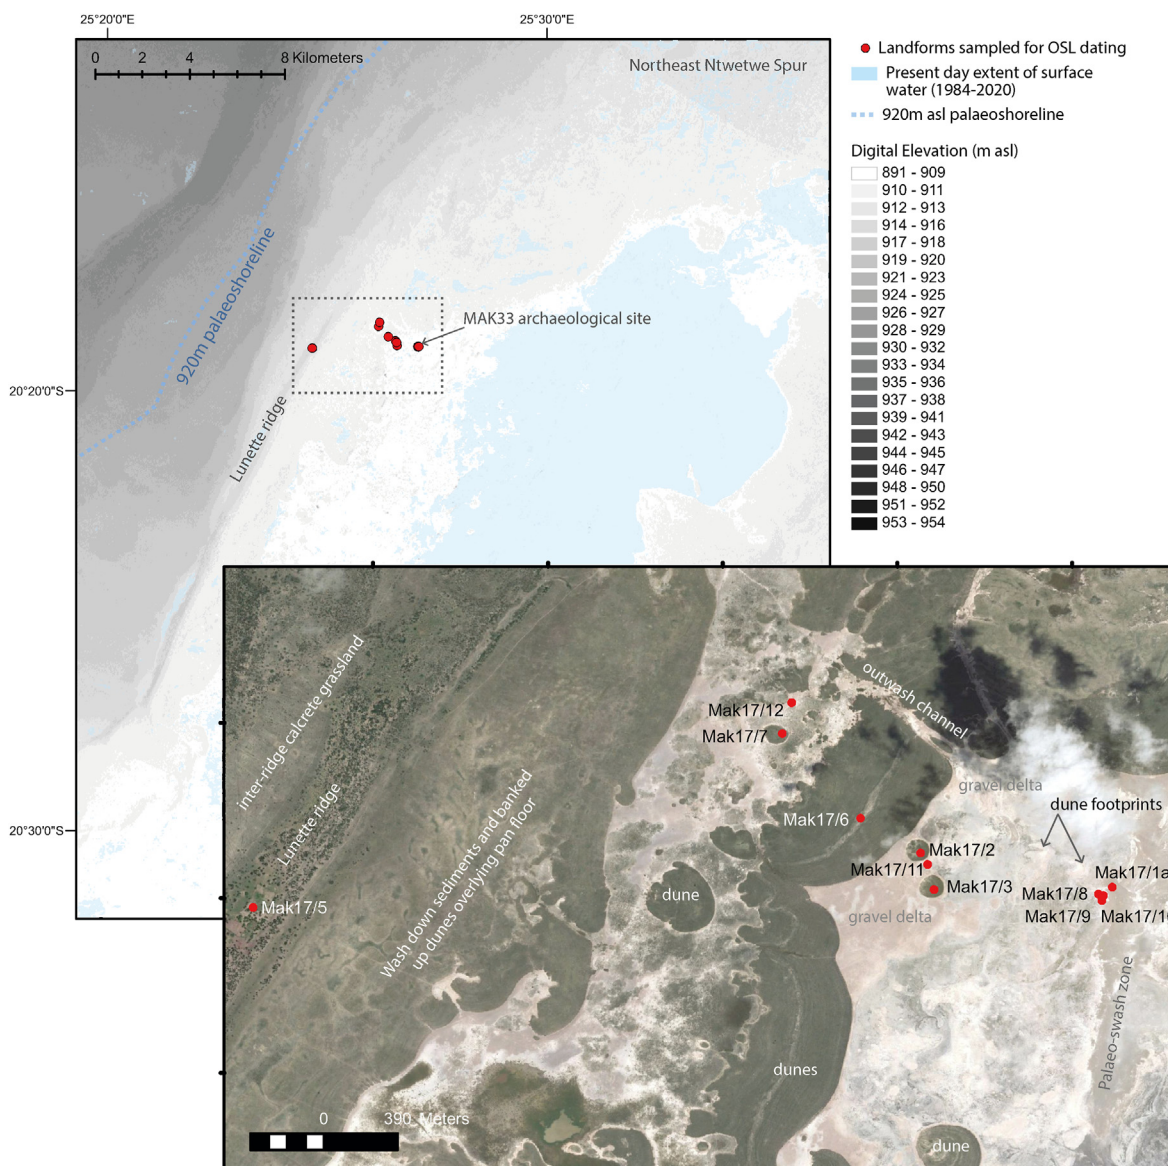 25°20'0"E
25°30'0"E
0 2 4 8 Kilometers
Northeast Ntwetwe Spur
920m palaeoshoreline
MAK33 archaeological site
Lunette ridge
20°20'0"S
20°30'0"S
Landforms sampled for OSL dating
Present day extent of surface
water (1984-2020)
920m asl palaeoshoreline
Digital Elevation (m asl)
891 - 909
910 - 911
912 - 913
914 - 916
917 - 918
919 - 920
921 - 923
924 - 925
926 - 927
928 - 929
930 - 932
933 - 934
935 - 936
937 - 938
939 - 941
942 - 943
944 - 945
946 - 947
948 - 950
951 - 952
953 - 954
inter-ridge calcrete grassland
Lunette ridge
Mak17/5
Wash down sediments and banked
up dunes overlying pan floor
Mak17/12
Mak17/7
outwash channel
gravel delta
dune footprints
Mak17/6
Mak17/2
Mak17/11
Mak17/3
gravel delta
Mak17/1a
Mak17/8
Mak17/9
dune
Palaeo-swash zone
dunes
dune
0 390 Meters